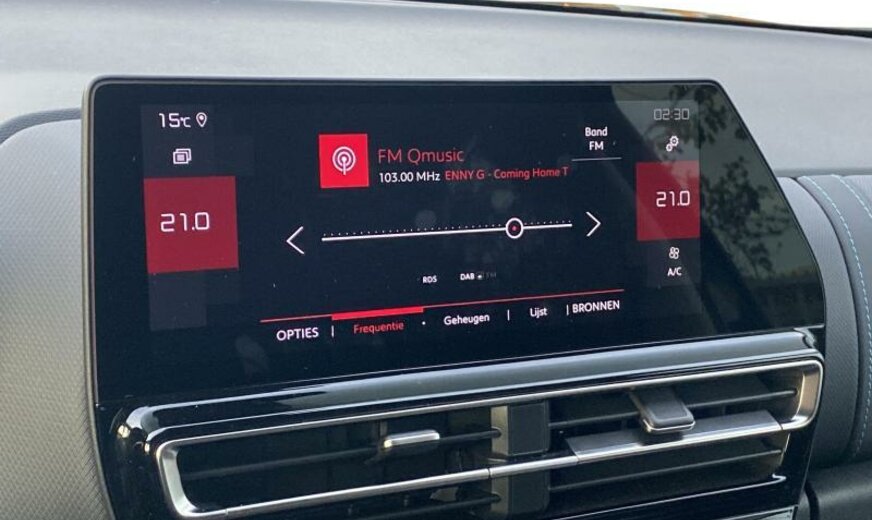 15°C
02:30
FM Qmusic
Band
FM
103.00 MHz ENNY G - Coming Home T
21.0
21.0
RDS DAB FM
A/C
OPTIES | Frequentie · Geheugen | Lijst | BRONNEN